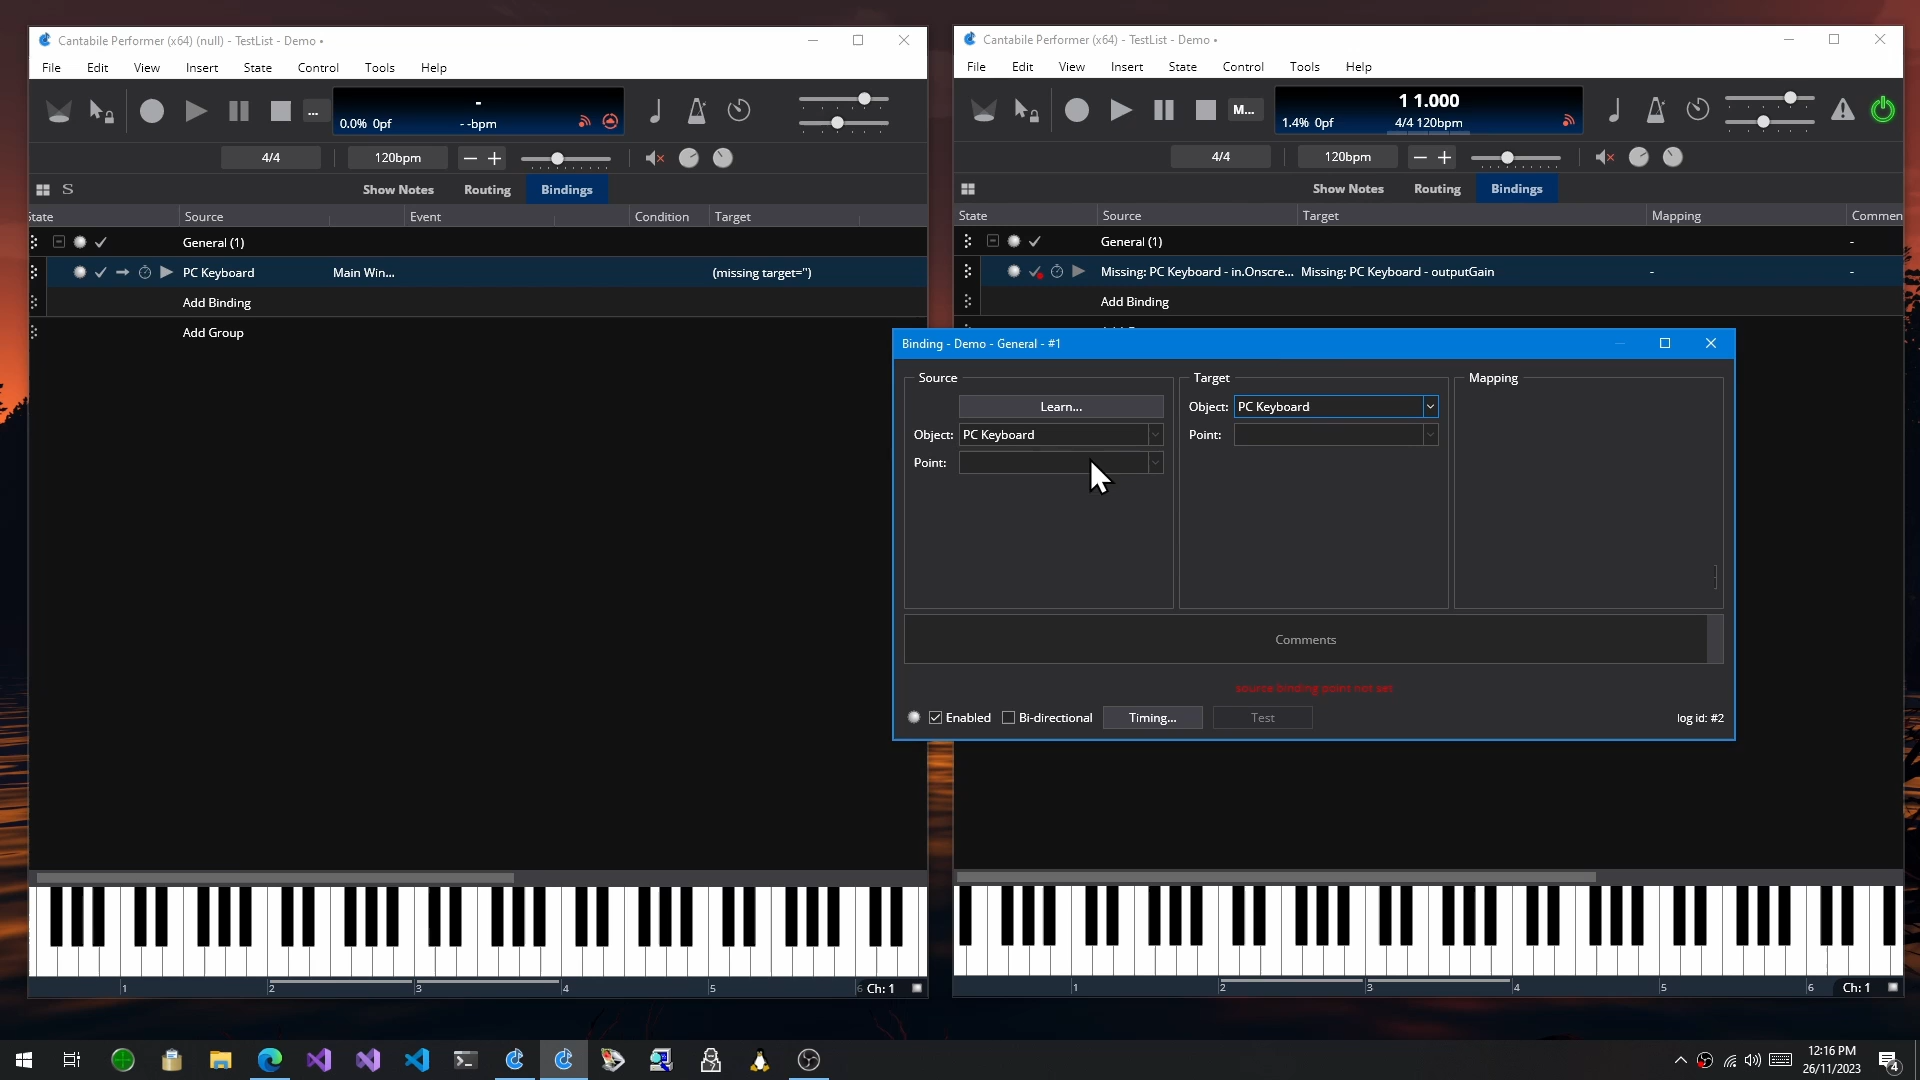 Cantabile Performer (x64) (null) - TestList - Demo •
File Edit View Insert State Control Tools Help
...
-
0.0% 0pf - -bpm
4/4 120bpm
S Show Notes Routing Bindings
State Source Event Condition Target
General (1)
PC Keyboard Main Win... (missing target='')
Add Binding
Add Group
1 2 3 4 5 6 Ch: 1
Cantabile Performer (x64) - TestList - Demo •
File Edit View Insert State Control Tools Help
M...
1 1.000
1.4% 0pf 4/4 120bpm
4/4 120bpm
Show Notes Routing Bindings
State Source Target Mapping Commen
General (1) -
Missing: PC Keyboard - in.Onscre... Missing: PC Keyboard - outputGain - -
Add Binding
Binding - Demo - General - #1
Source Target Mapping
Learn... Object: PC Keyboard
Object: PC Keyboard Point:
Point:
Comments
source binding point not set
Enabled Bi-directional Timing... Test log id: #2
1 2 3 4 5 6 Ch: 1
12:16 PM
26/11/2023
4